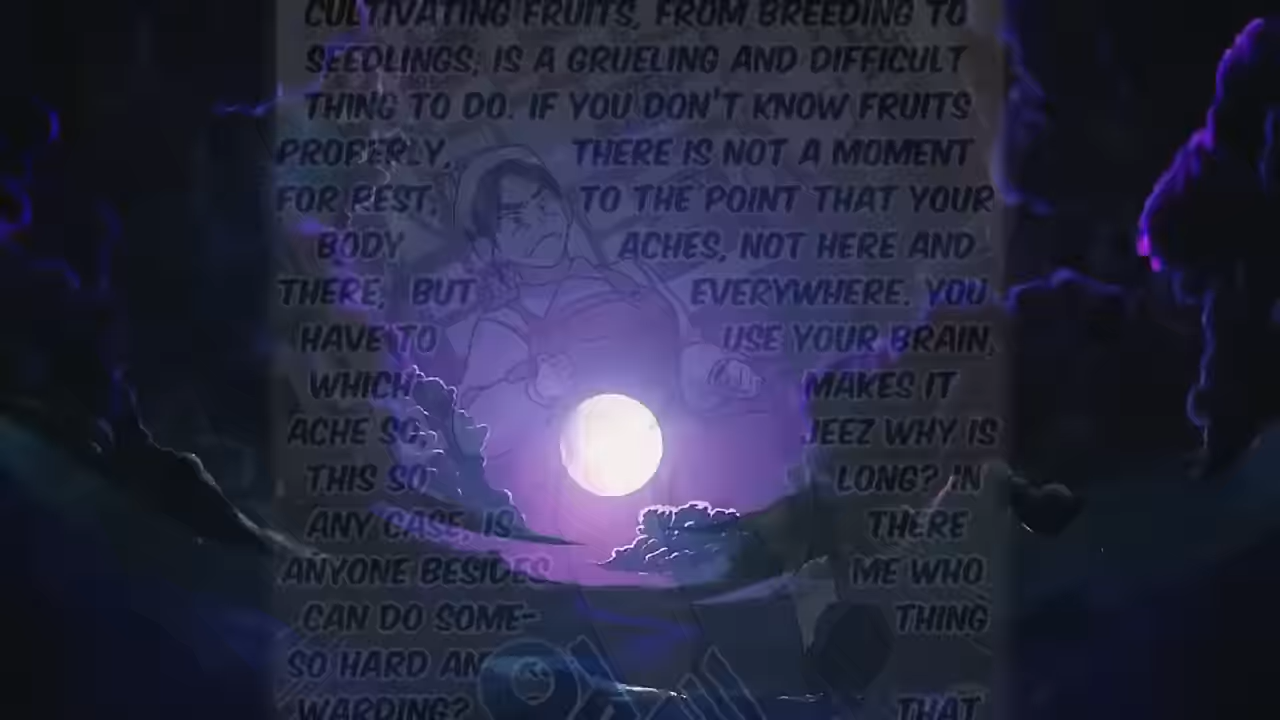 CULTIVATING FRUITS, FROM BREEDING TO
SEEDLINGS, IS A GRUELING AND DIFFICULT
THING TO DO. IF YOU DON'T KNOW FRUITS
PROPERLY, THERE IS NOT A MOMENT
FOR REST, TO THE POINT THAT YOUR
BODY ACHES, NOT HERE AND
THERE, BUT EVERYWHERE. YOU
HAVE TO USE YOUR BRAIN,
WHICH MAKES IT
ACHE SO, JEEZ WHY IS
THIS SO LONG? IN
ANY CASE, IS THERE
ANYONE BESIDES ME WHO
CAN DO SOME- THING
SO HARD AN
WARDING? THAT